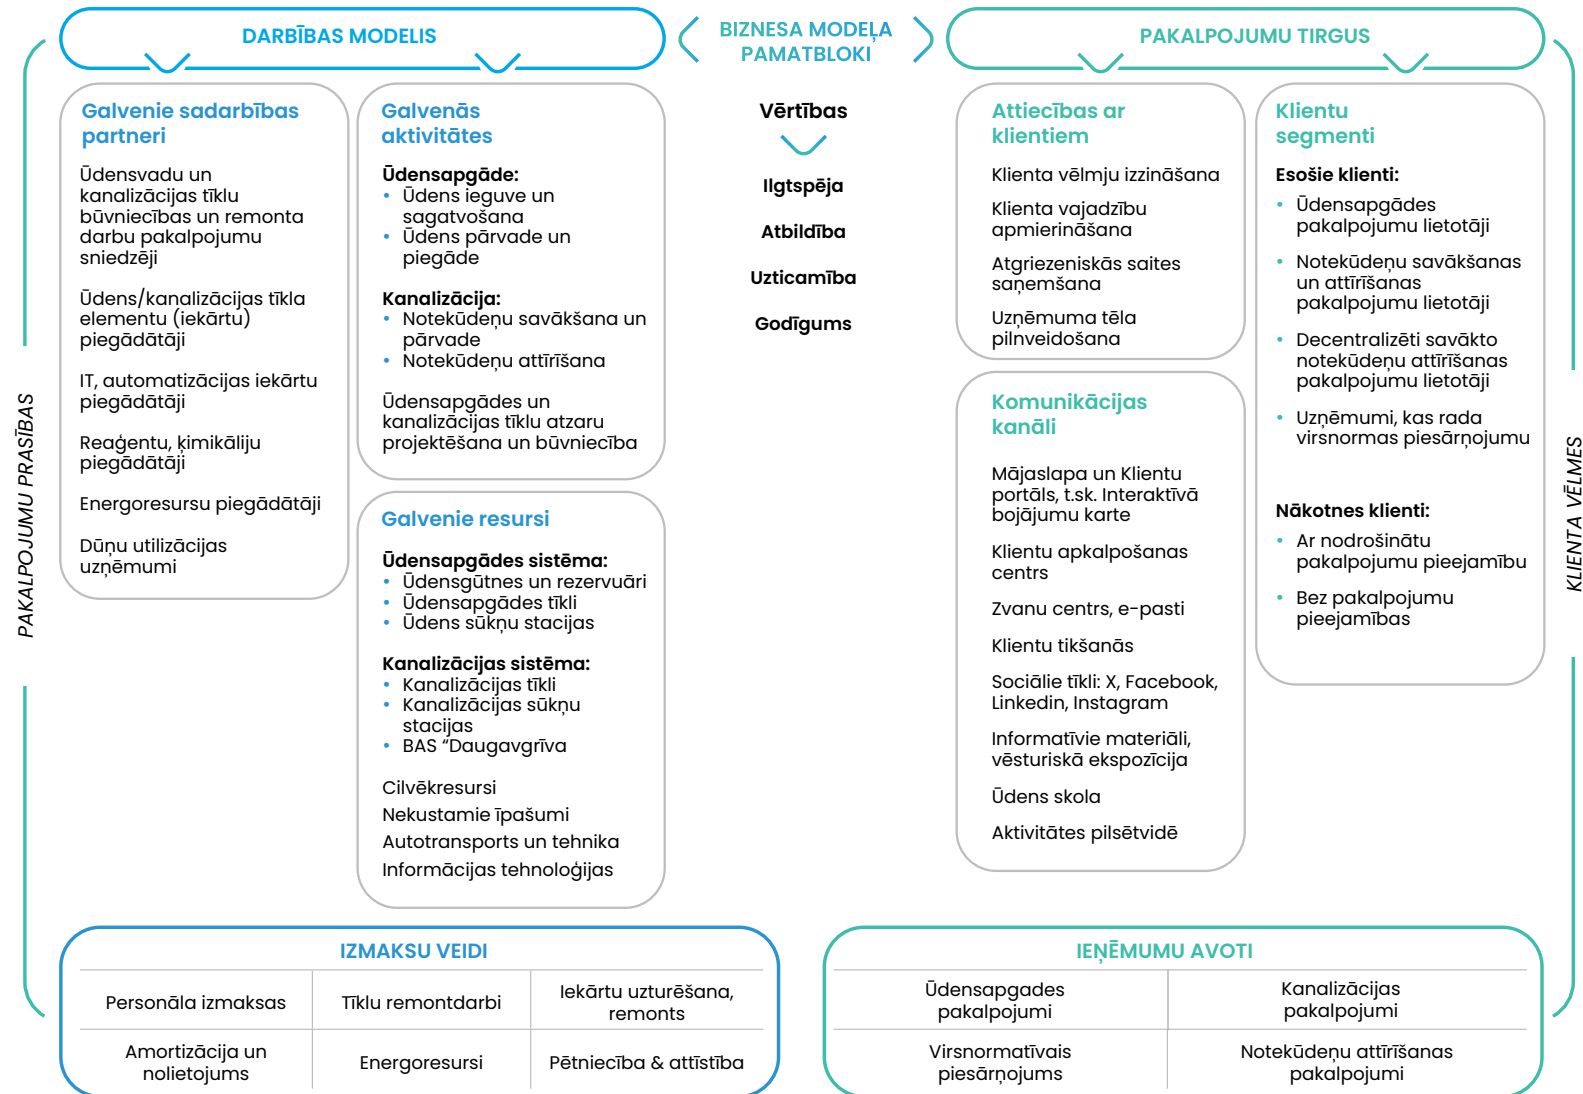 DARBĪBAS MODELIS
BIZNESA MODEĻA
PAMATBLOKI
PAKALPOJUMU TIRGUS
PAKALPOJUMU PRASĪBAS
Galvenie sadarbības
partneri
Ūdensvadu un
kanalizācijas tīklu
būvniecības un remonta
darbu pakalpojumu
sniedzēji
Ūdens/kanalizācijas tīkla
elementu (iekārtu)
piegādātāji
IT, automatizācijas iekārtu
piegādātāji
Reaģentu, ķimikāliju
piegādātāji
Energoresursu piegādātāji
Dūņu utilizācijas
uzņēmumi
Galvenās
aktivitātes
Ūdensapgāde:
• Ūdens ieguve un
sagatvošana
• Ūdens pārvade un
piegāde
Kanalizācija:
• Notekūdeņu savākšana un
pārvade
• Notekūdeņu attīrīšana
Ūdensapgādes un
kanalizācijas tīklu atzaru
projektēšana un būvniecība
Galvenie resursi
Ūdensapgādes sistēma:
• Ūdensgūtnes un rezervuāri
• Ūdensapgādes tīkli
• Ūdens sūkņu stacijas
Kanalizācijas sistēma:
• Kanalizācijas tīkli
• Kanalizācijas sūkņu
stacijas
• BAS “Daugavgrīva
Cilvēkresursi
Nekustamie īpašumi
Autotransports un tehnika
Informācijas tehnoloģijas
Vērtības
Ilgtspēja
Atbildība
Uzticamība
Godīgums
Attiecības ar
klientiem
Klienta vēlmju izzināšana
Klienta vajadzību
apmierināšana
Atgriezeniskās saites
saņemšana
Uzņēmuma tēla
pilnveidošana
Komunikācijas
kanāli
Mājaslapa un Klientu
portāls, t.sk. Interaktīvā
bojājumu karte
Klientu apkalpošanas
centrs
Zvanu centrs, e-pasti
Klientu tikšanās
Sociālie tīkli: X, Facebook,
Linkedin, Instagram
Informatīvie materiāli,
vēsturiskā ekspozīcija
Ūdens skola
Aktivitātes pilsētvidē
Klientu
segmenti
Esošie klienti:
• Ūdensapgādes
pakalpojumu lietotāji
• Notekūdeņu savākšanas
un attīrīšanas
pakalpojumu lietotāji
• Decentralizēti savākto
notekūdeņu attīrīšanas
pakalpojumu lietotāji
• Uzņēmumi, kas rada
virsnormas piesārņojumu
Nākotnes klienti:
• Ar nodrošinātu
pakalpojumu pieejamību
• Bez pakalpojumu
pieejamības
KLIENTA VĒLMES
IZMAKSU VEIDI
Personāla izmaksas
Tīklu remontdarbi
Iekārtu uzturēšana,
remonts
Amortizācija un
nolietojums
Energoresursi
Pētniecība & attīstība
IEŅĒMUMU AVOTI
Ūdensapgades
pakalpojumi
Kanalizācijas
pakalpojumi
Virsnormatīvais
piesārņojums
Notekūdeņu attīrīšanas
pakalpojumi